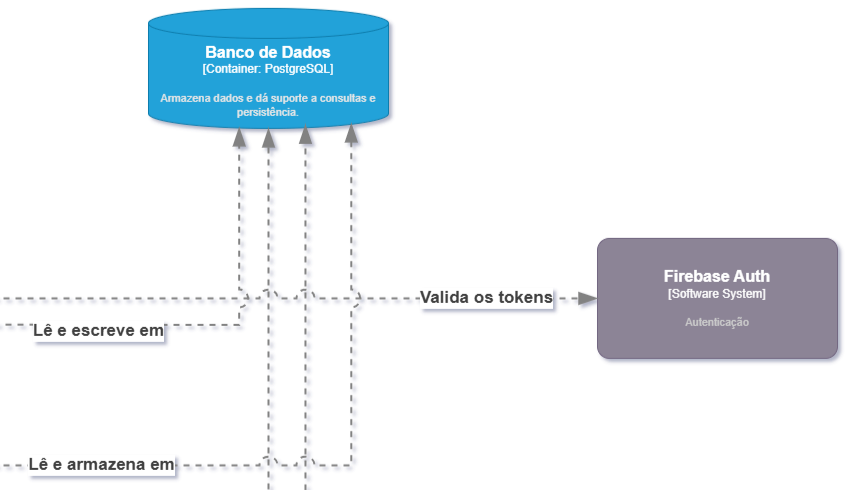 Banco de Dados
[Container: PostgreSQL]
Armazena dados e dá suporte a consultas e
persistência.
Firebase Auth
[Software System]
Autenticação
Valida os tokens
Lê e escreve em
Lê e armazena em